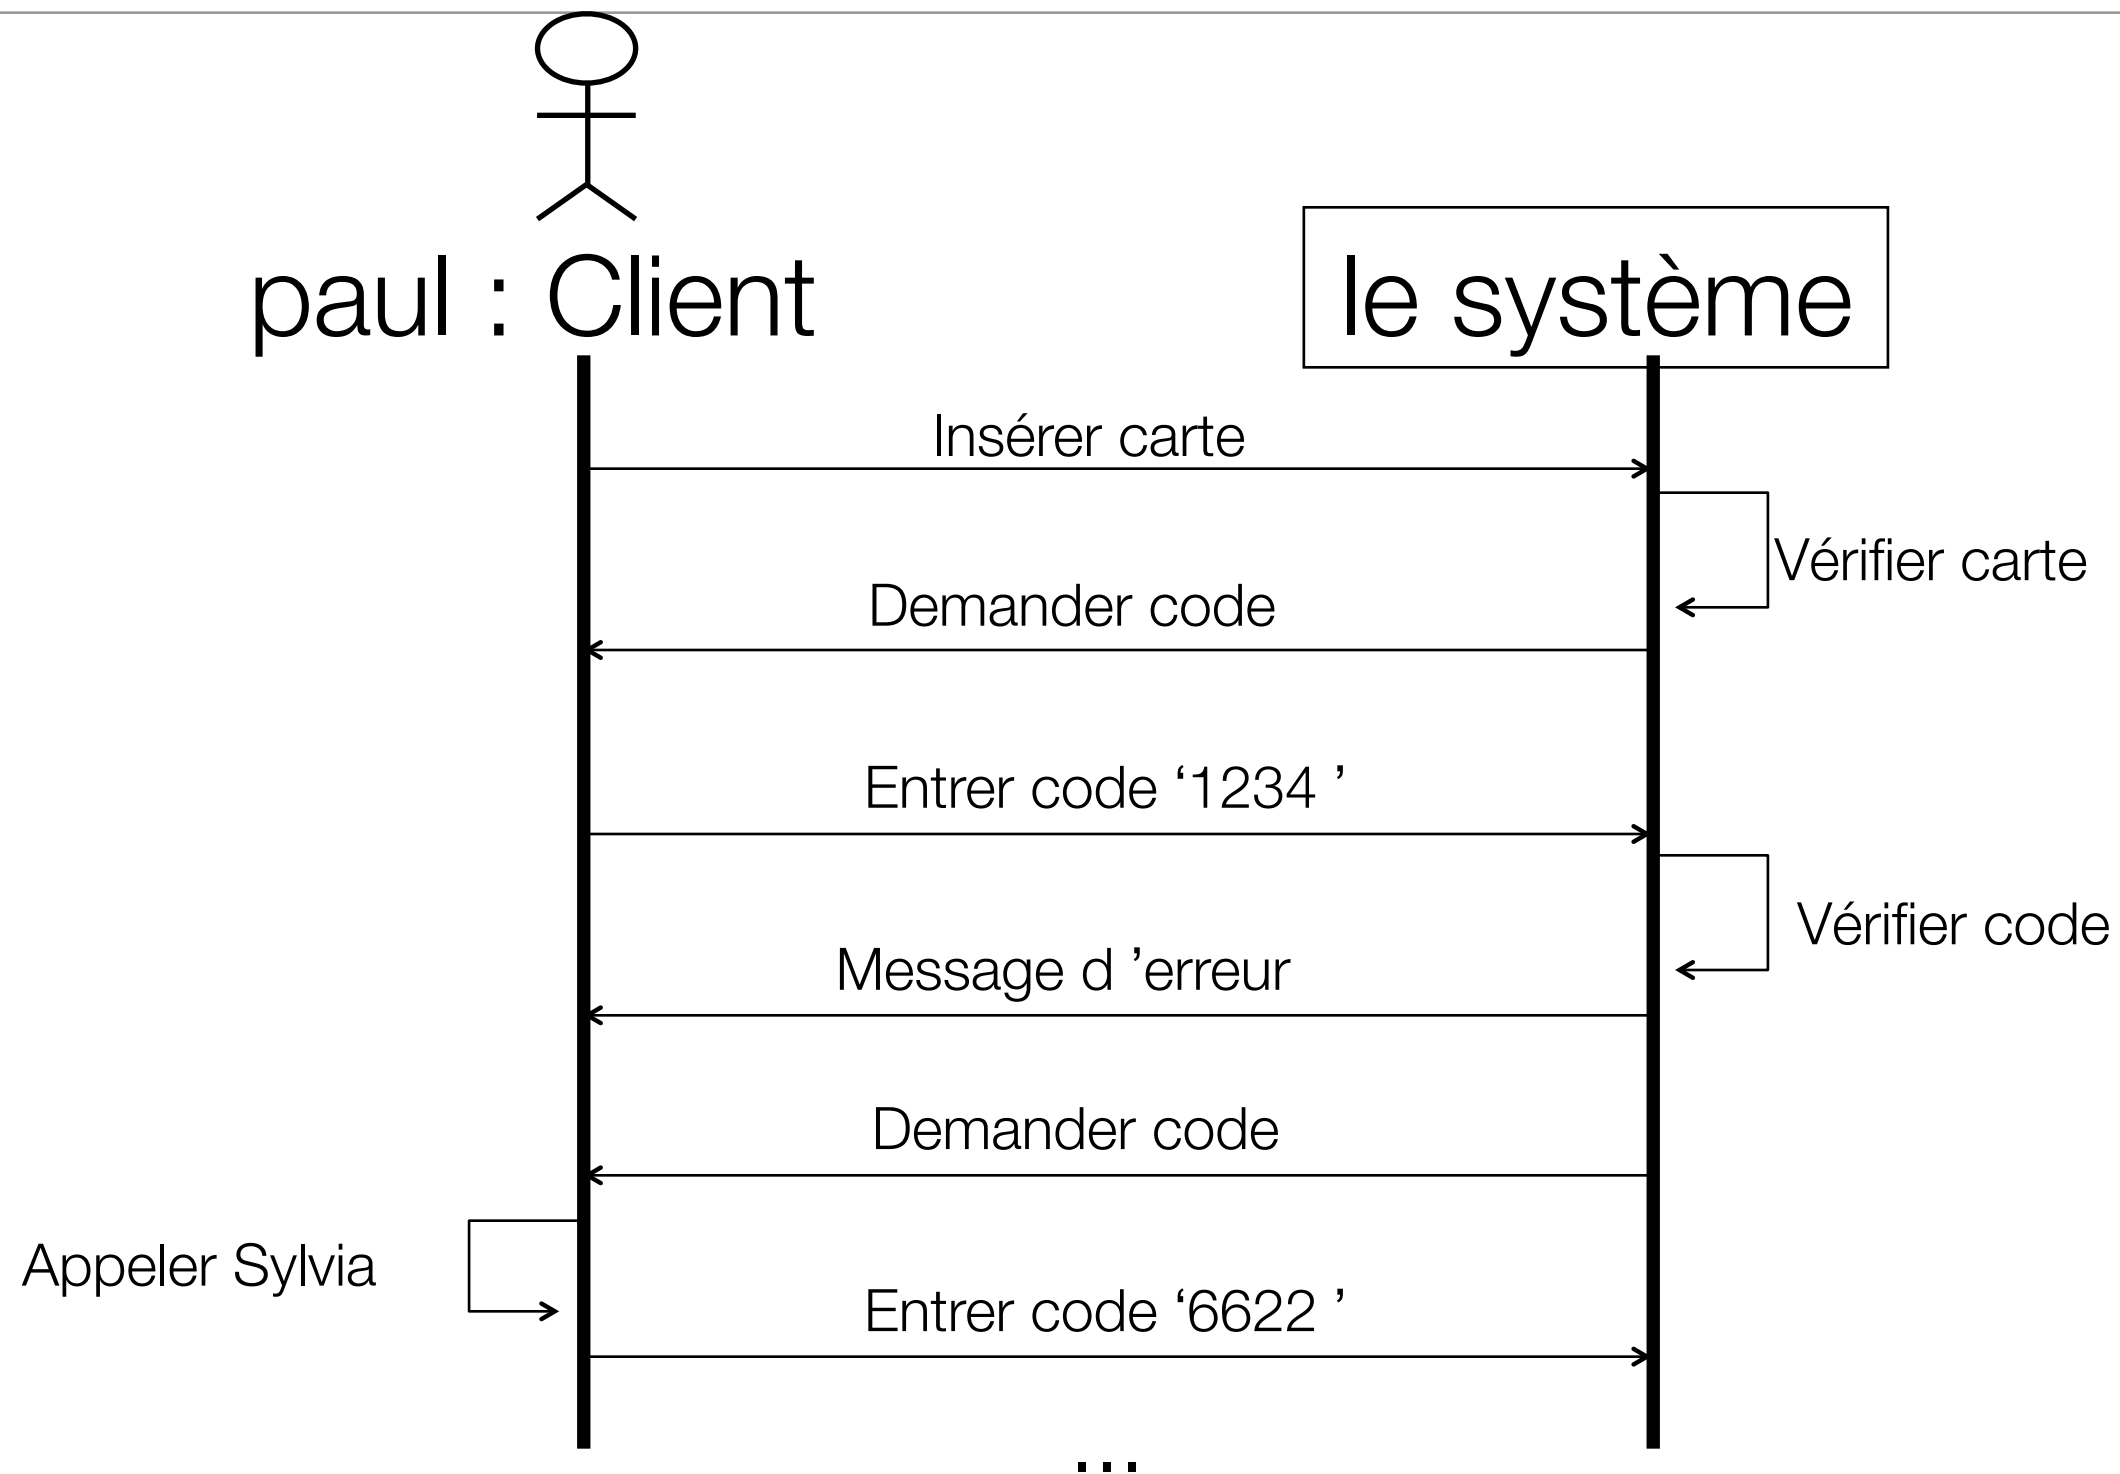 paul : Client
le système
Insérer carte
Vérifier carte
Demander code
Entrer code ‘1234 ’
Vérifier code
Message d ’erreur
Demander code
Appeler Sylvia
Entrer code ‘6622 ’
...